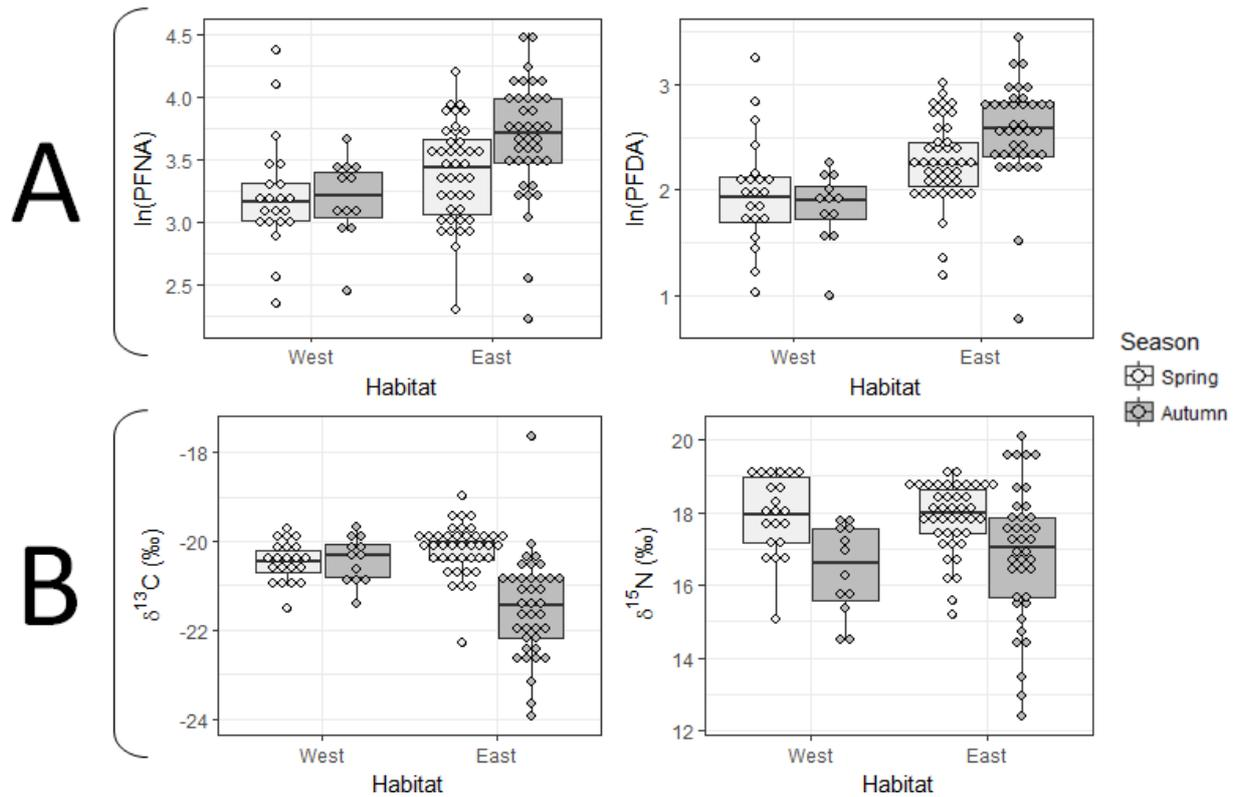 A
ln(PFNA)
4.5
4.0
3.5
3.0
2.5
West
East
Habitat
ln(PFDA)
3
2
1
West
East
Habitat
Season
Spring
Autumn
B
δ13C (‰)
-18
-20
-22
-24
West
East
Habitat
δ15N (‰)
20
18
16
14
12
West
East
Habitat